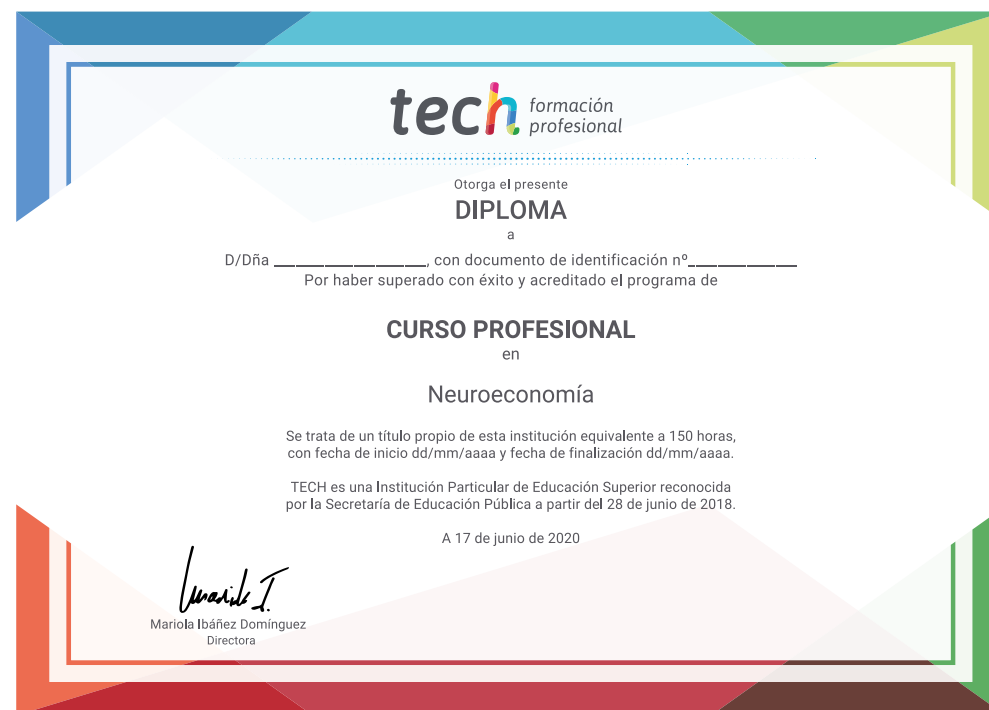 tech formación
profesional
Otorga el presente
DIPLOMA
a
D/Dña ____________________, con documento de identificación nº______________
Por haber superado con éxito y acreditado el programa de
CURSO PROFESIONAL
en
Neuroeconomía
Se trata de un título propio de esta institución equivalente a 150 horas,
con fecha de inicio dd/mm/aaaa y fecha de finalización dd/mm/aaaa.
TECH es una Institución Particular de Educación Superior reconocida
por la Secretaría de Educación Pública a partir del 28 de junio de 2018.
A 17 de junio de 2020
Mariola Ibáñez Domínguez
Directora